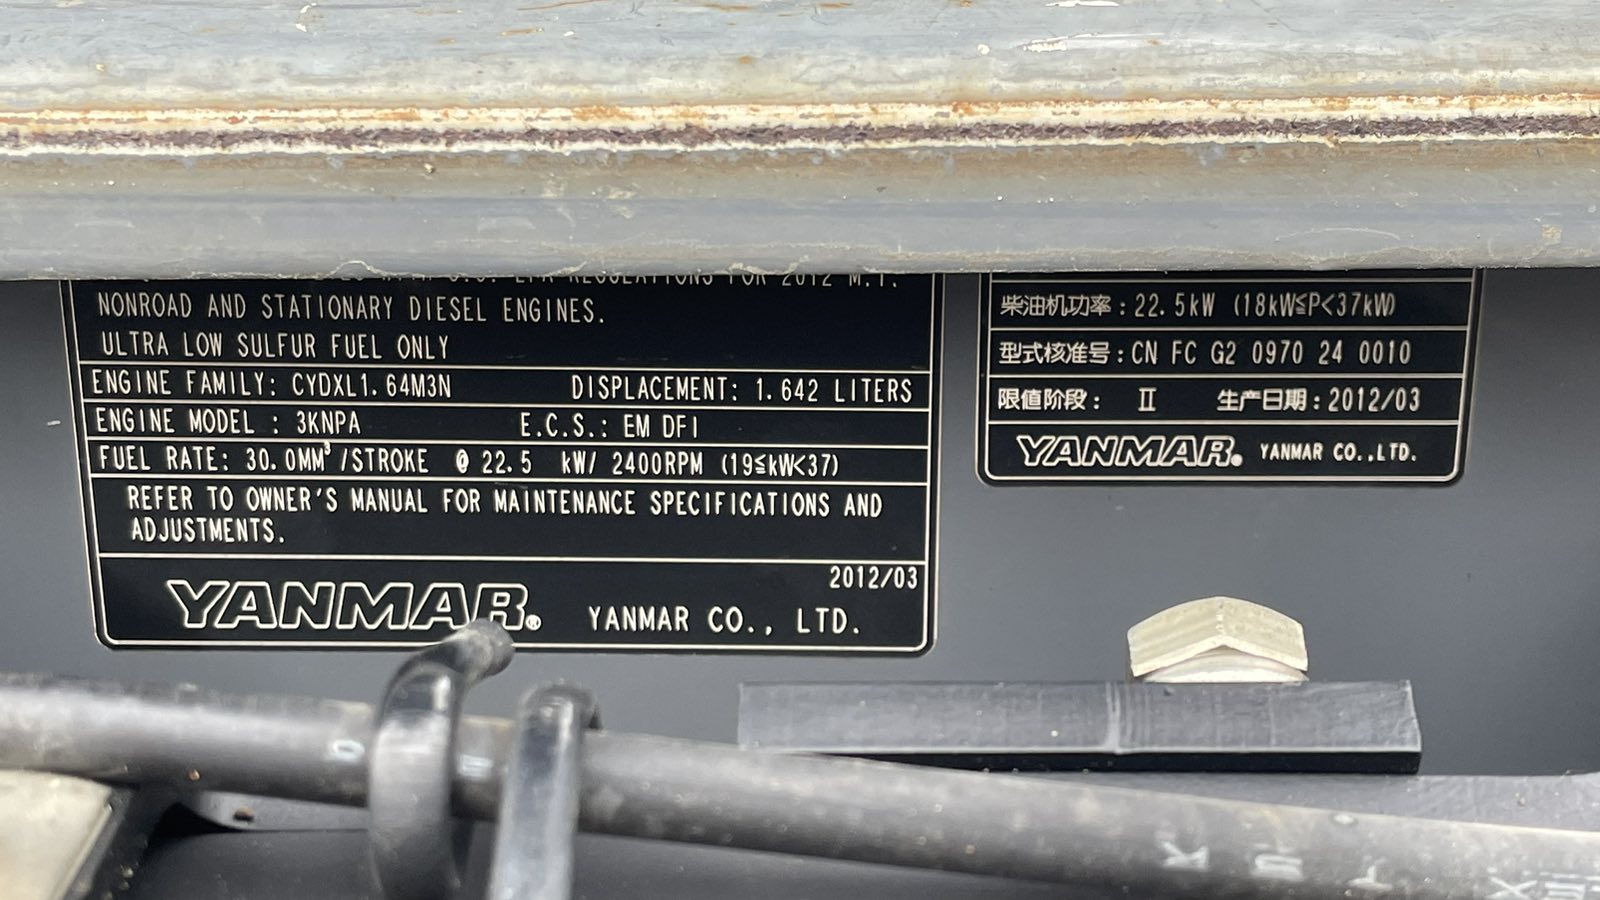 REGULATIONS FOR 2012 M.Y.
NONROAD AND STATIONARY DIESEL ENGINES.
ULTRA LOW SULFUR FUEL ONLY
ENGINE FAMILY: CYDXL1.64M3N DISPLACEMENT: 1.642 LITERS
ENGINE MODEL : 3KNPA E.C.S.: EM DFI
FUEL RATE: 30.0MM³/STROKE @ 22.5 kW/ 2400RPM (19≦kW<37)
REFER TO OWNER'S MANUAL FOR MAINTENANCE SPECIFICATIONS AND
ADJUSTMENTS.
2012/03
YANMAR® YANMAR CO., LTD.
柴油机功率: 22.5kW (18kW≦P<37kW)
型式核准号: CN FC G2 0970 24 0010
限值阶段: Ⅱ 生产日期: 2012/03
YANMAR® YANMAR CO.,LTD.